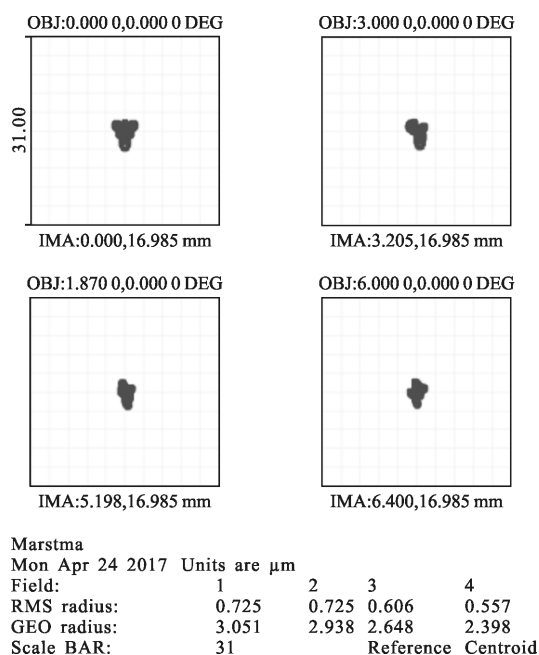 OBJ:0.000 0,0.000 0 DEG
OBJ:3.000 0,0.000 0 DEG
31.00
IMA:0.000,16.985 mm
IMA:3.205,16.985 mm
OBJ:1.870 0,0.000 0 DEG
OBJ:6.000 0,0.000 0 DEG
IMA:5.198,16.985 mm
IMA:6.400,16.985 mm
Marstma
Mon Apr 24 2017 Units are µm
Field: 1 2 3 4
RMS radius: 0.725 0.725 0.606 0.557
GEO radius: 3.051 2.938 2.648 2.398
Scale BAR: 31 Reference Centroid